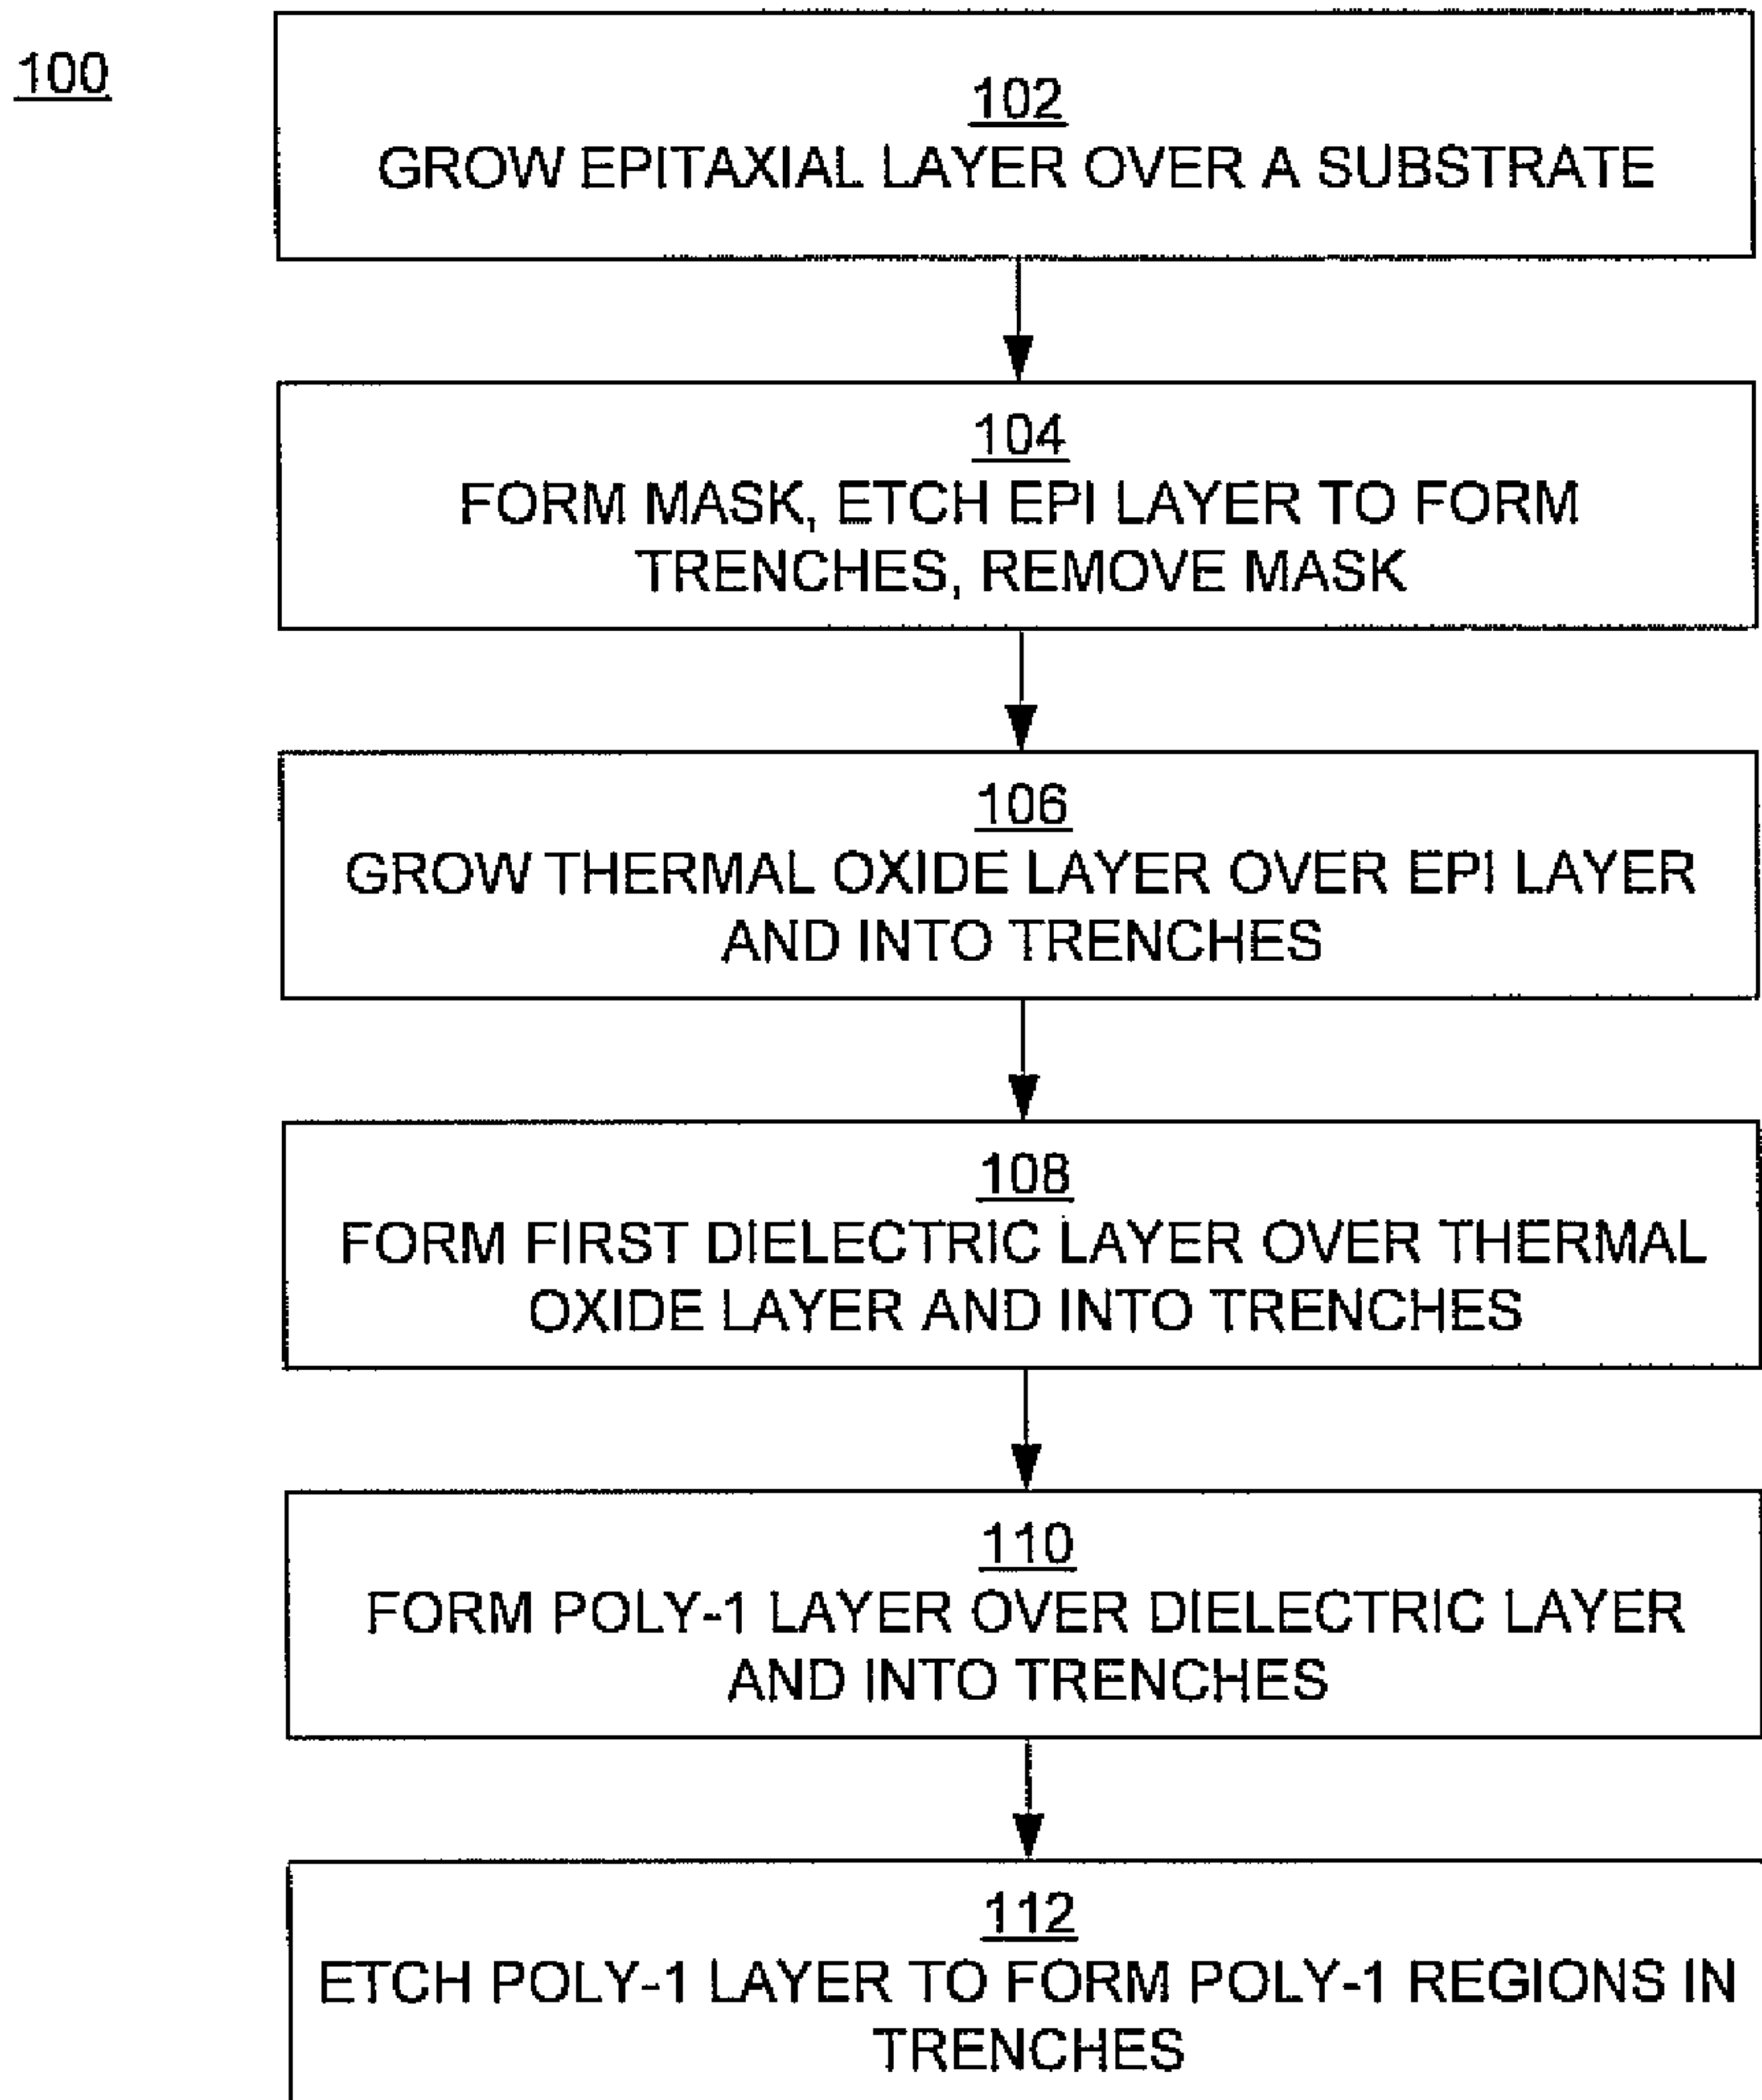 100
102
GROW EPITAXIAL LAYER OVER A SUBSTRATE
104
FORM MASK, ETCH EPI LAYER TO FORM
TRENCHES, REMOVE MASK
106
GROW THERMAL OXIDE LAYER OVER EPI LAYER
AND INTO TRENCHES
108
FORM FIRST DIELECTRIC LAYER OVER THERMAL
OXIDE LAYER AND INTO TRENCHES
110
FORM POLY-1 LAYER OVER DIELECTRIC LAYER
AND INTO TRENCHES
112
ETCH POLY-1 LAYER TO FORM POLY-1 REGIONS IN
TRENCHES